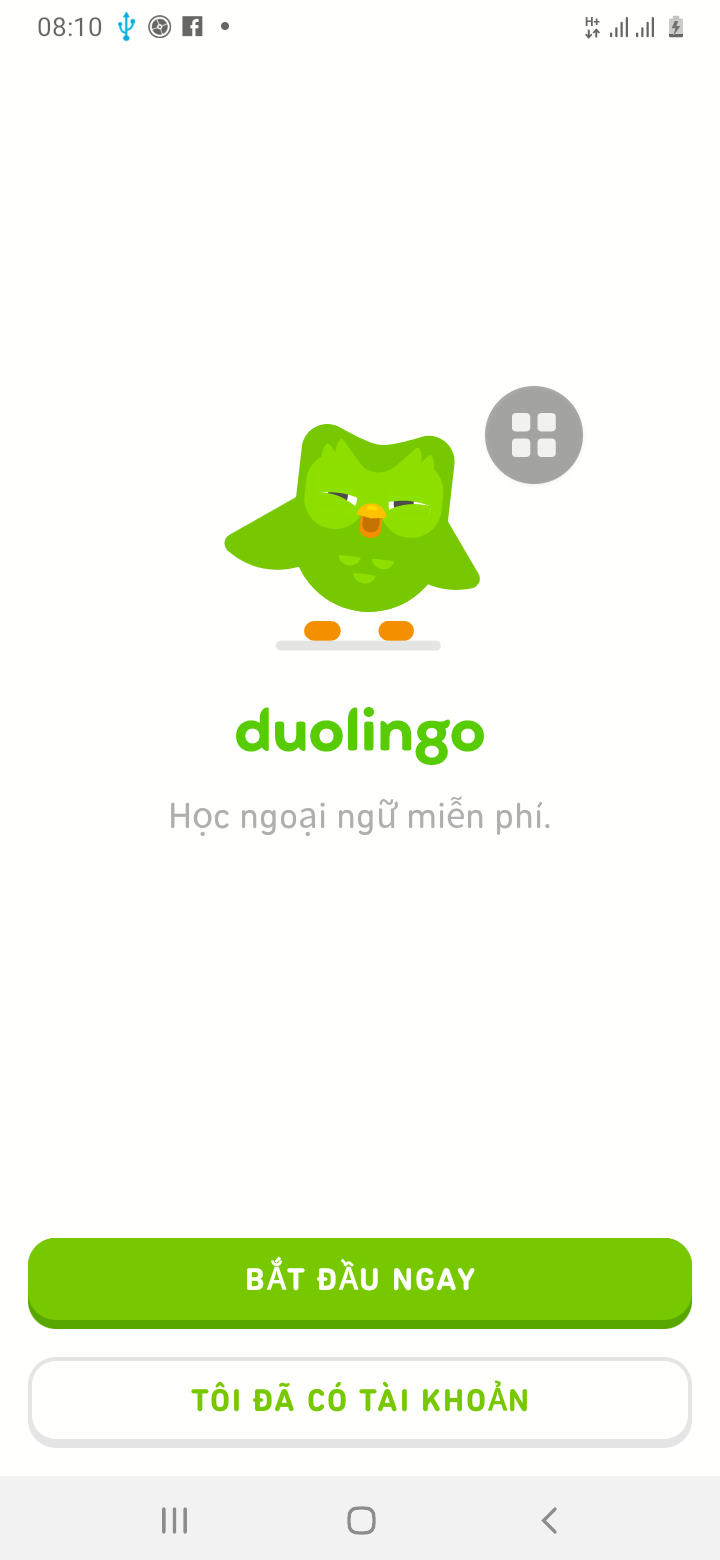 08:10
H+
duolingo
Học ngoại ngữ miễn phí.
BẮT ĐẦU NGAY
TÔI ĐÃ CÓ TÀI KHOẢN